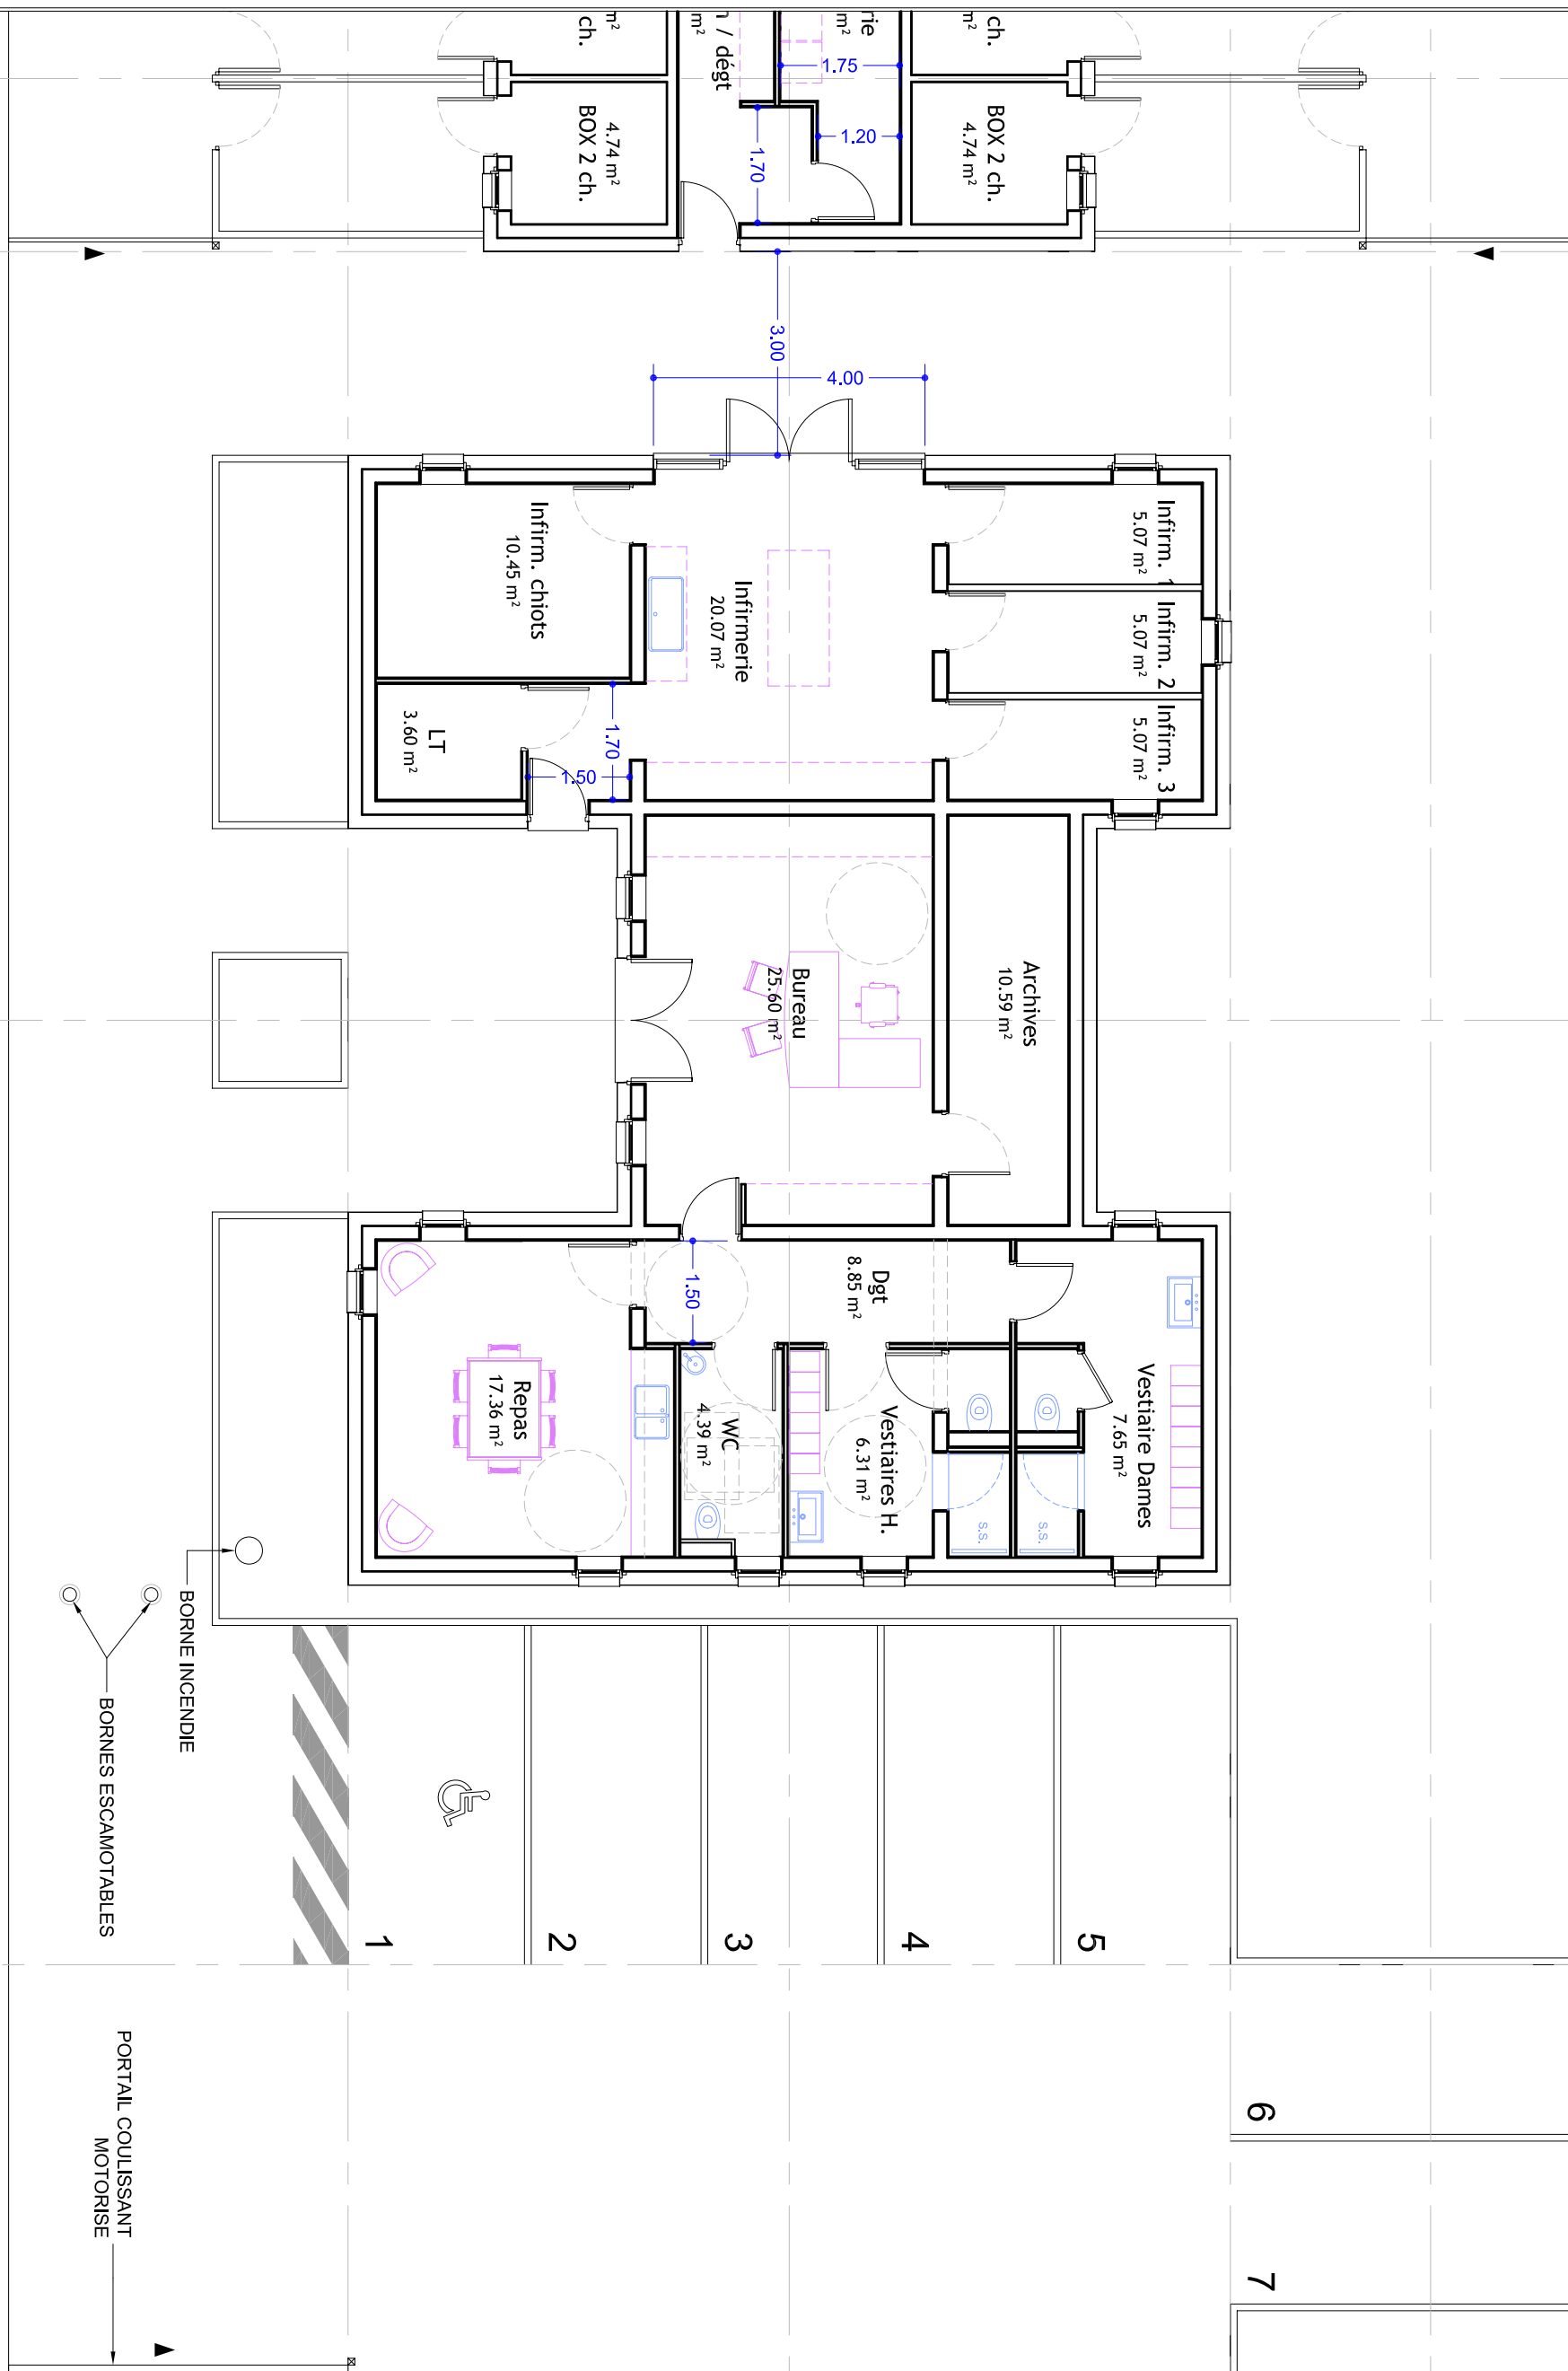 ch.
m²
BOX 2 ch.
4.74 m²
dégt
m²
m²
1.75
1.20
1.70
ch.
m²
BOX 2 ch.
4.74 m²
3.00
4.00
Infirm. chiots
10.45 m²
Infirmerie
20.07 m²
Infirm. 1
5.07 m²
Infirm. 2
5.07 m²
Infirm. 3
5.07 m²
LT
3.60 m²
1.70
1.50
Bureau
25.60 m²
Archives
10.59 m²
1.50
Dgt
8.85 m²
Repas
17.36 m²
WC
4.39 m²
Vestiaires H.
6.31 m²
Vestiaire Dames
7.65 m²
S.S.
S.S.
BORNE INCENDIE
BORNES ESCAMOTABLES
1
2
3
4
5
6
7
PORTAIL COULISSANT
MOTORISE